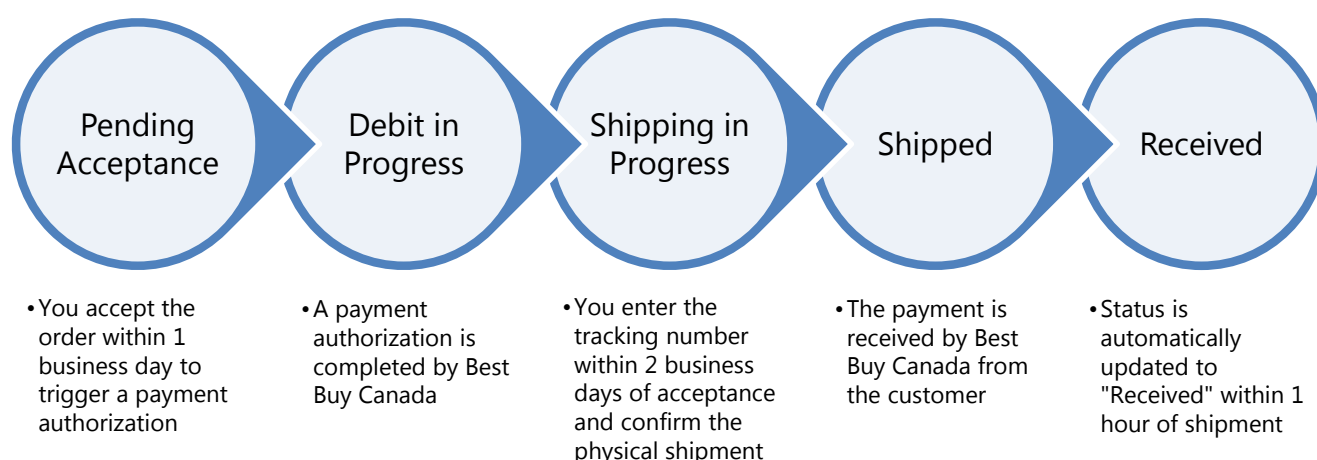 Pending
Acceptance
Debit in
Progress
Shipping in
Progress
Shipped
Received
•You accept the
order within 1
business day to
trigger a payment
authorization
•A payment
authorization is
completed by Best
Buy Canada
•You enter the
tracking number
within 2 business
days of acceptance
and confirm the
physical shipment
•The payment is
received by Best
Buy Canada from
the customer
•Status is
automatically
updated to
"Received" within 1
hour of shipment